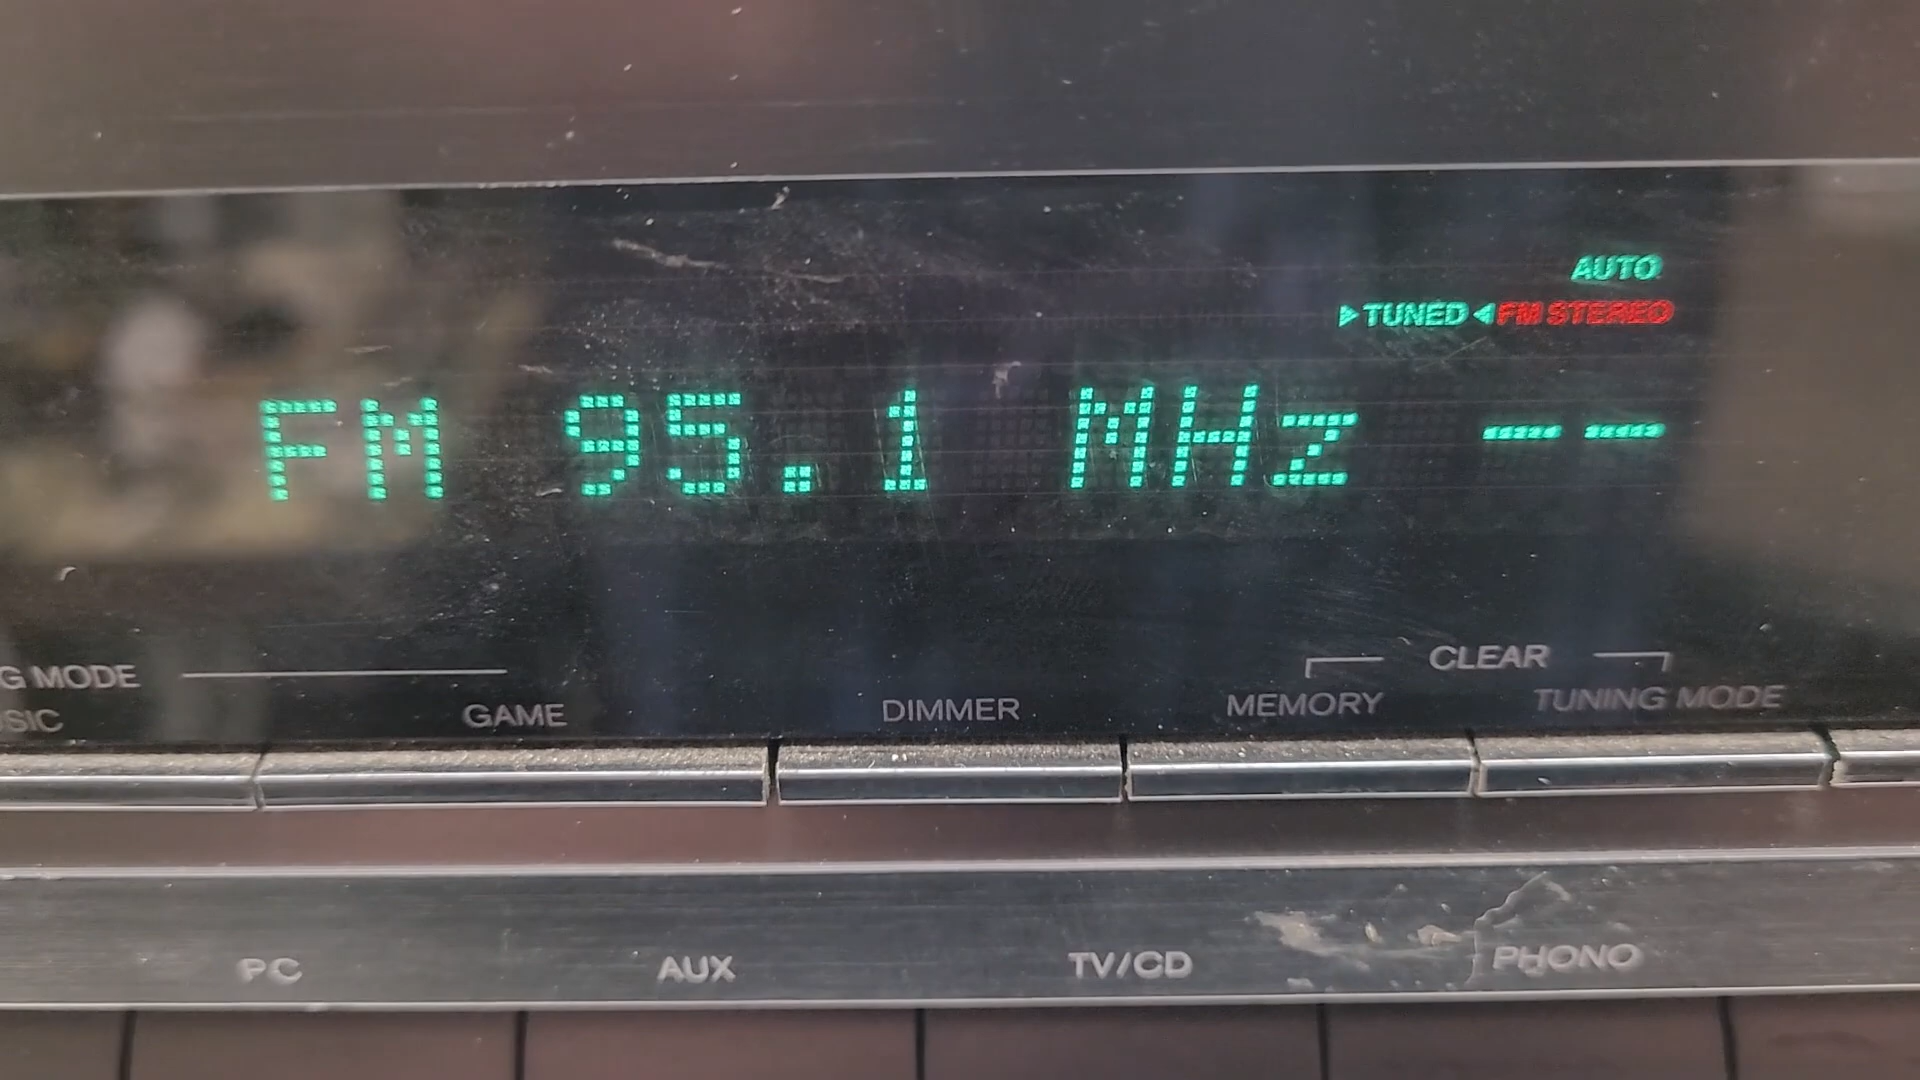 AUTO
▶TUNED◀ FM STEREO
FM 95.1 MHz --
G MODE
CLEAR
SIC GAME DIMMER MEMORY TUNING MODE
PC AUX TV/CD PHONO